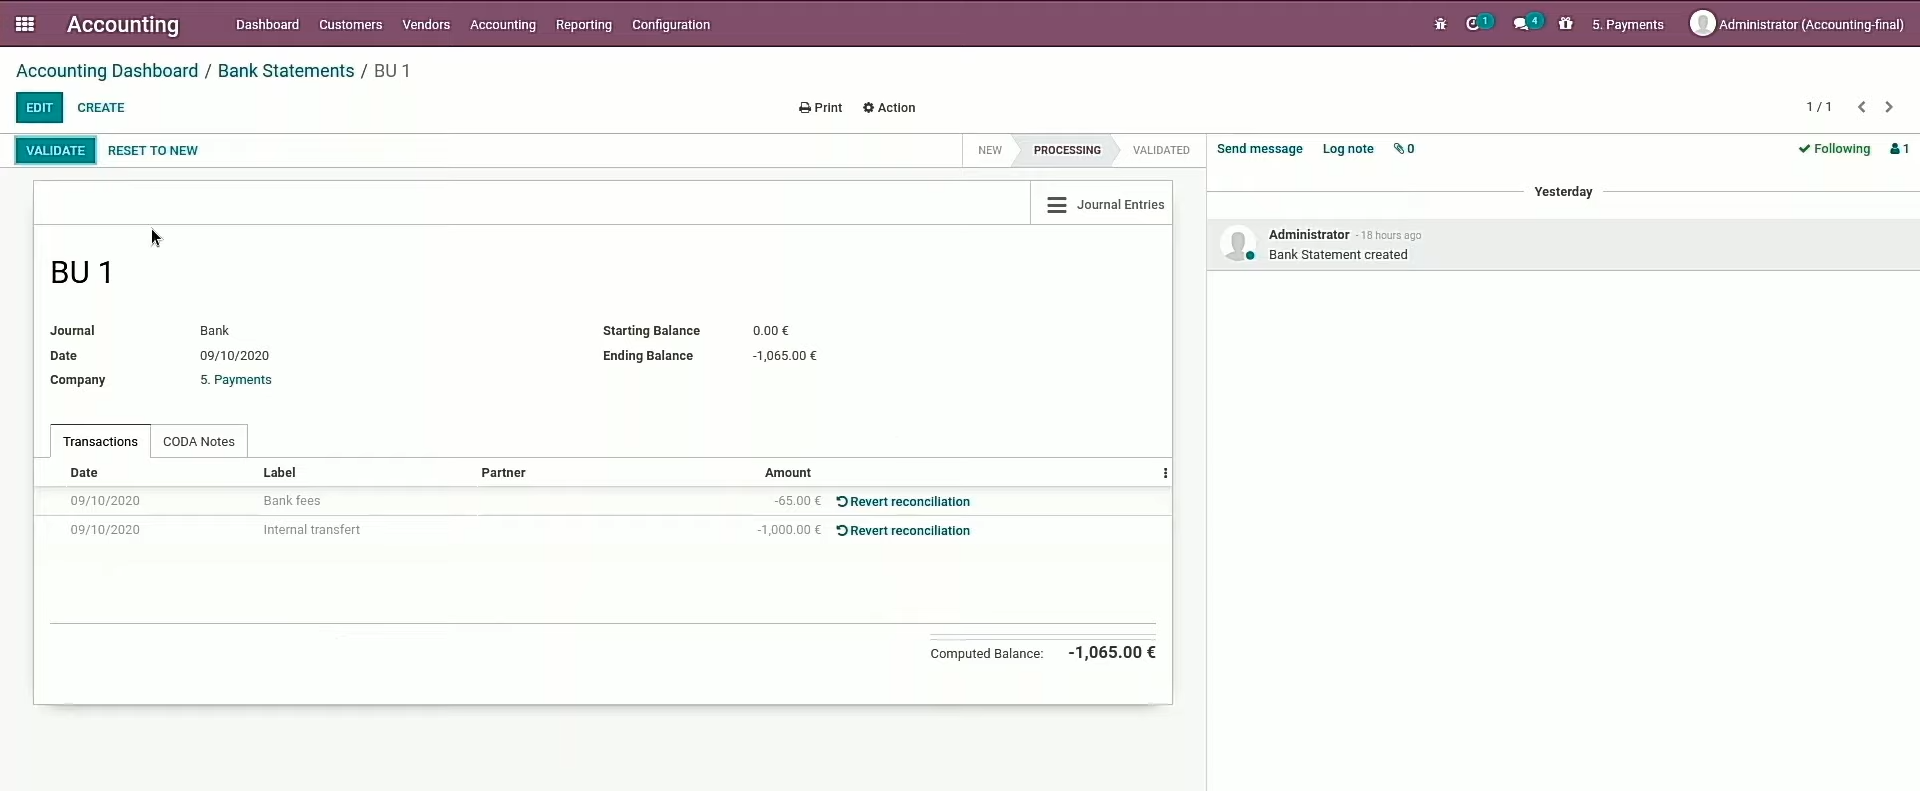 Accounting Dashboard Customers Vendors Accounting Reporting Configuration 1 4 5. Payments Administrator (Accounting-final)
Accounting Dashboard / Bank Statements / BU 1
EDIT CREATE Print Action 1 / 1
VALIDATE RESET TO NEW NEW PROCESSING VALIDATED Send message Log note 0 Following 1
Yesterday
Journal Entries
Administrator - 18 hours ago
Bank Statement created
BU 1
Journal Bank Starting Balance 0.00 €
Date 09/10/2020 Ending Balance -1,065.00 €
Company 5. Payments
Transactions CODA Notes
Date Label Partner Amount
09/10/2020 Bank fees -65.00 € Revert reconciliation
09/10/2020 Internal transfert -1,000.00 € Revert reconciliation
Computed Balance: -1,065.00 €